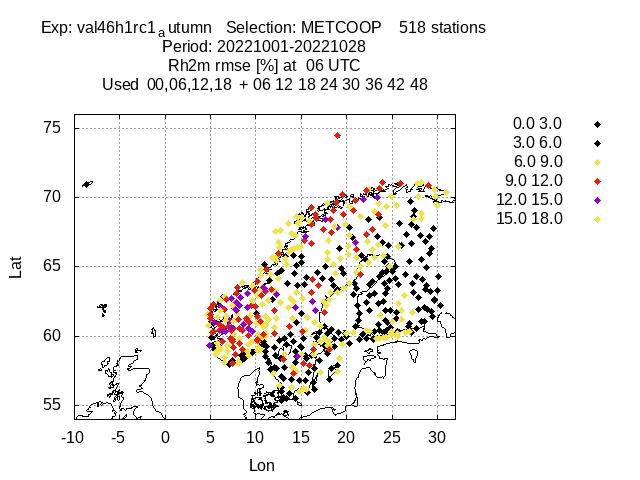 Exp: val46h1rc1a utumn   Selection: METCOOP    518 stations
Period: 20221001-20221028
Rh2m rmse [%] at  06 UTC
Used  00,06,12,18  + 06 12 18 24 30 36 42 48
0.0 3.0
3.0 6.0
6.0 9.0
9.0 12.0
12.0 15.0
15.0 18.0
75
70
65
60
55
Lat
-10 -5 0 5 10 15 20 25 30
Lon